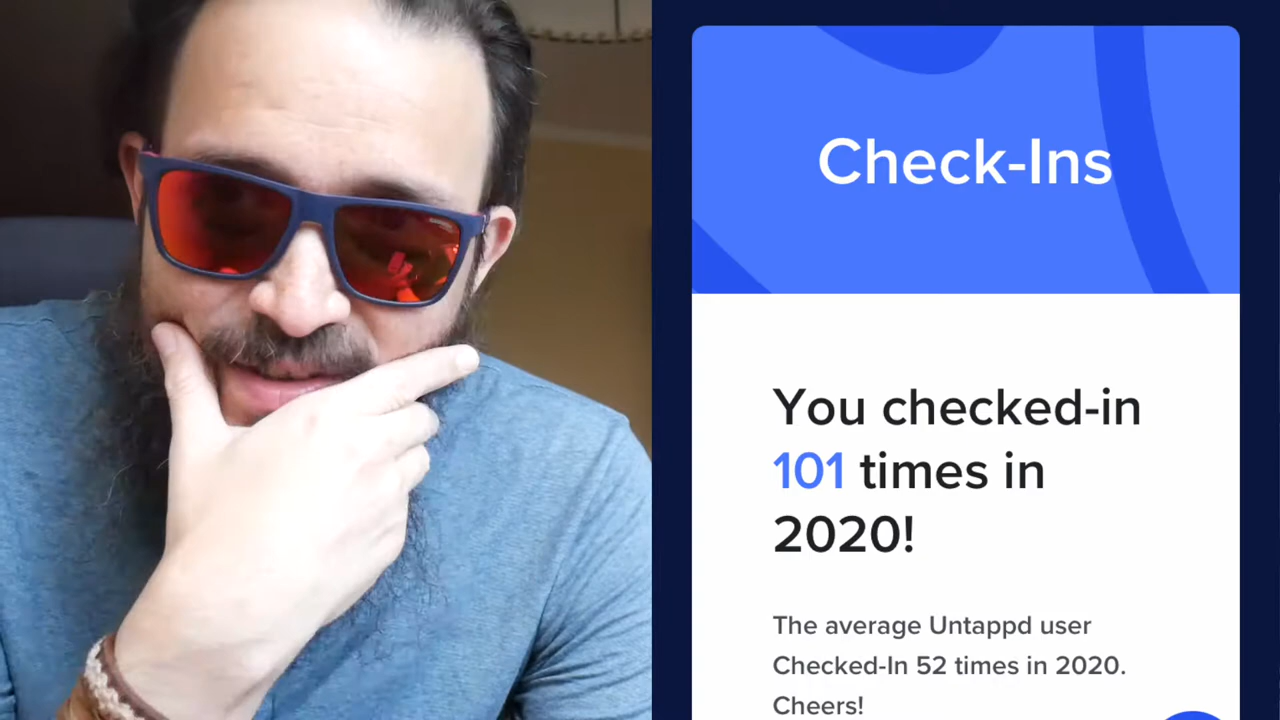 Check-Ins
You checked-in
101 times in
2020!
The average Untappd user
Checked-In 52 times in 2020.
Cheers!